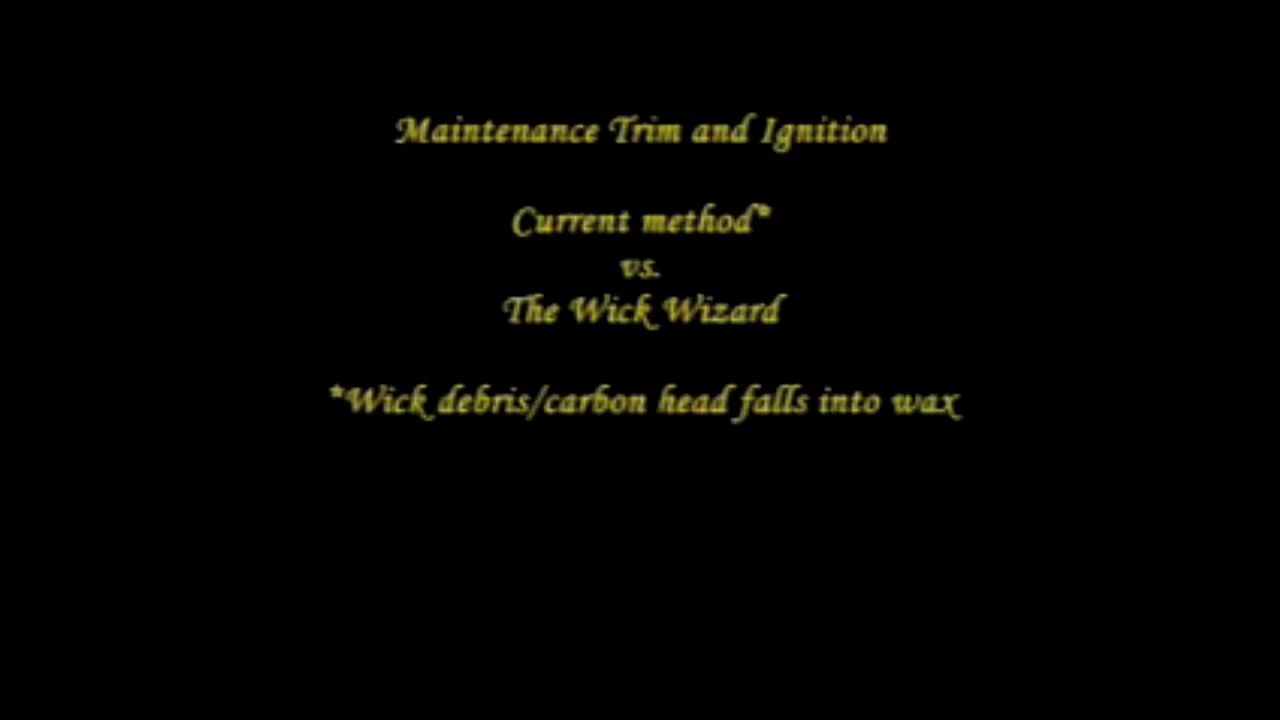 Maintenance Trim and Ignition
Current method*
vs.
The Wick Wizard
*Wick debris/carbon head falls into wax